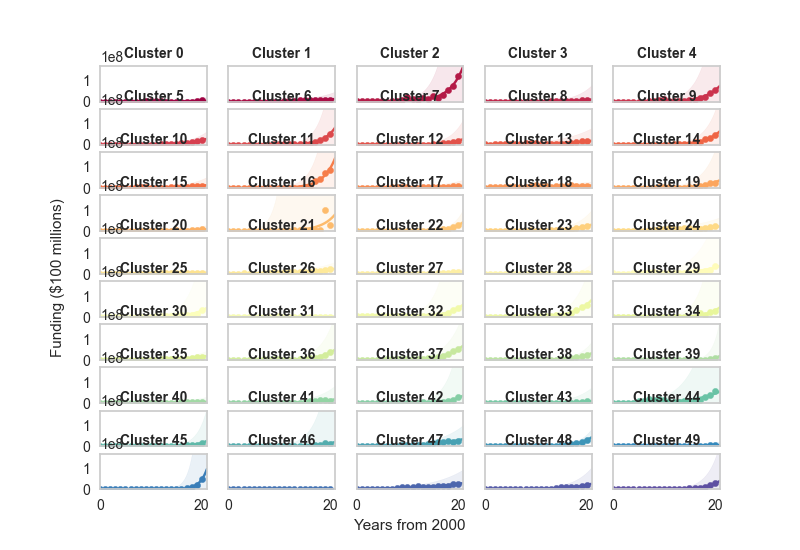 1e8
Cluster 0 Cluster 1 Cluster 2 Cluster 3 Cluster 4
1
0
1e8
Cluster 5 Cluster 6 Cluster 7 Cluster 8 Cluster 9
1
0
1e8
Cluster 10 Cluster 11 Cluster 12 Cluster 13 Cluster 14
1
0
1e8
Cluster 15 Cluster 16 Cluster 17 Cluster 18 Cluster 19
1
0
1e8
Cluster 20 Cluster 21 Cluster 22 Cluster 23 Cluster 24
1
0
1e8
Cluster 25 Cluster 26 Cluster 27 Cluster 28 Cluster 29
1
0
1e8
Cluster 30 Cluster 31 Cluster 32 Cluster 33 Cluster 34
1
0
1e8
Cluster 35 Cluster 36 Cluster 37 Cluster 38 Cluster 39
1
0
1e8
Cluster 40 Cluster 41 Cluster 42 Cluster 43 Cluster 44
1
0
1e8
Cluster 45 Cluster 46 Cluster 47 Cluster 48 Cluster 49
1
0
0 20 0 20 0 20 0 20 0 20
Years from 2000
Funding ($100 millions)